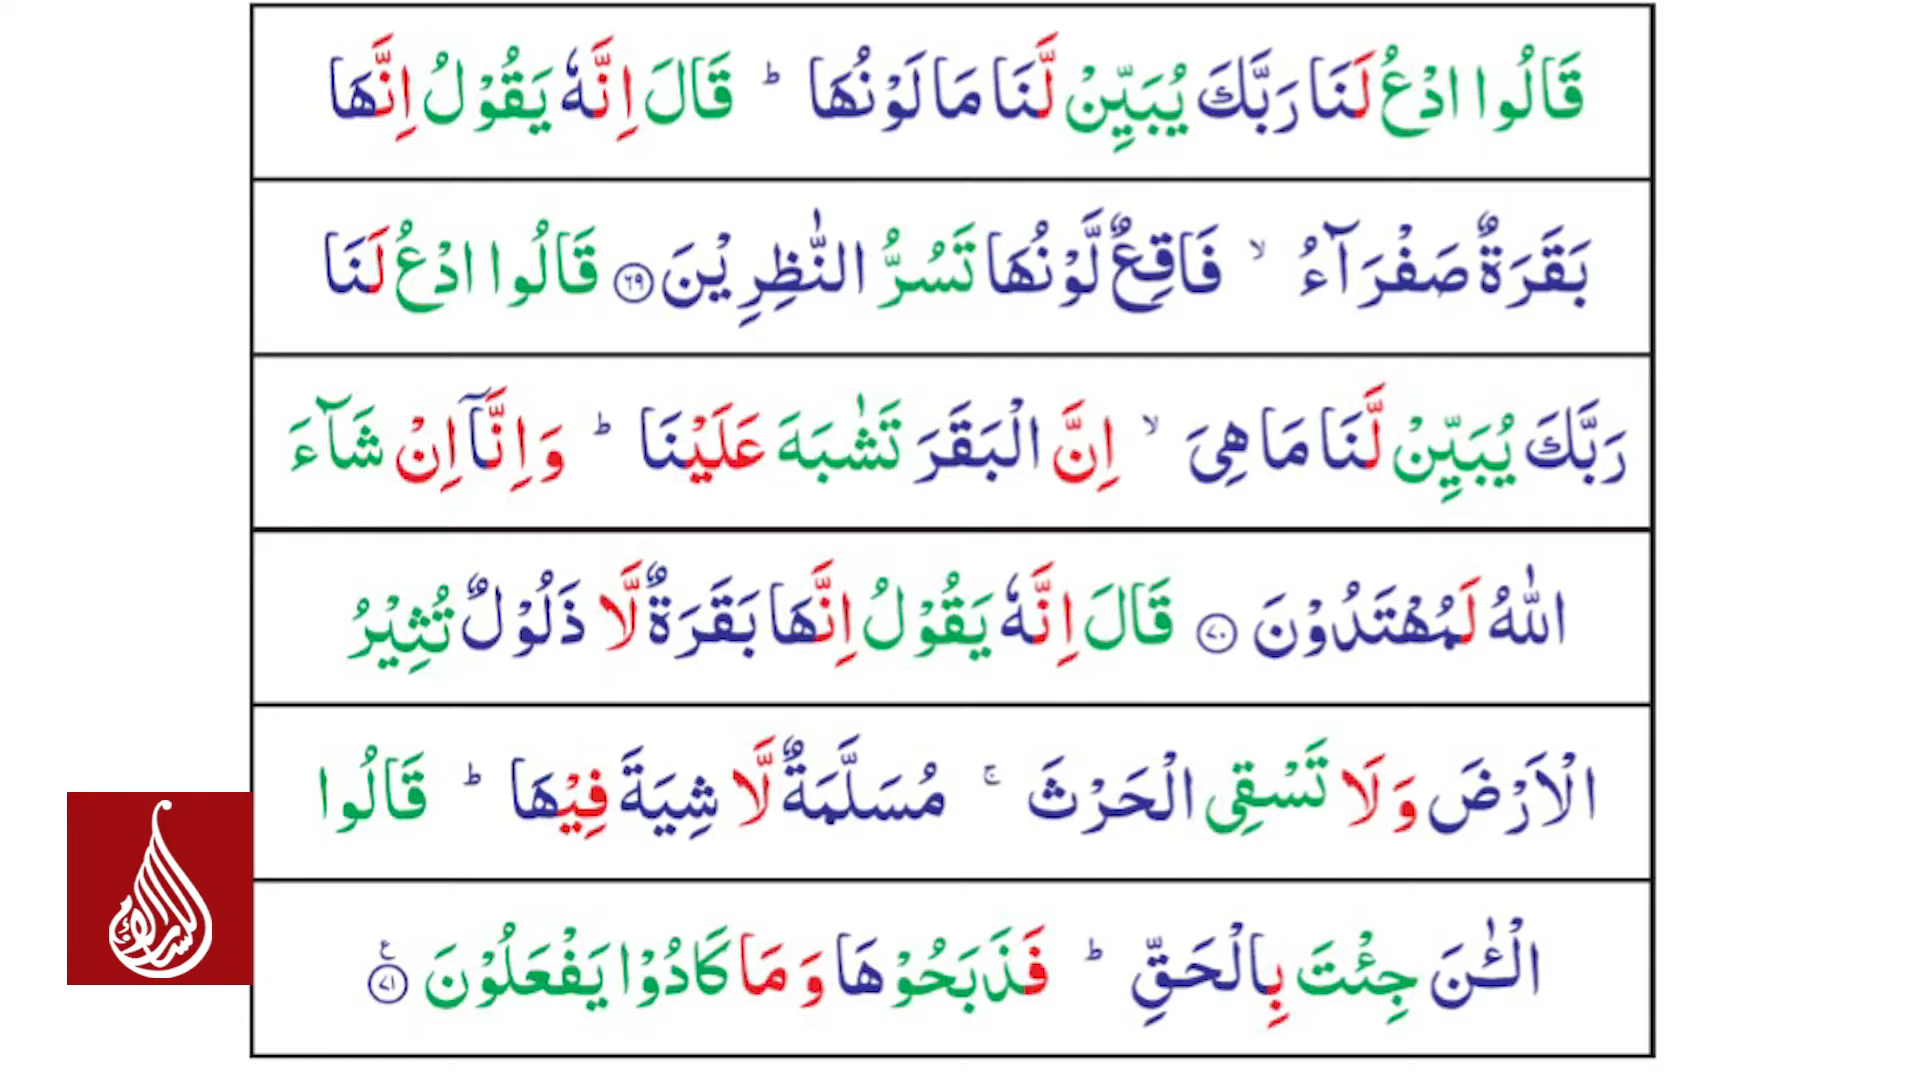 قَالُوا ادْعُ لَنَا رَبَّكَ يُبَيِّنْ لَّنَا مَا لَوْنُهَا ؕ قَالَ اِنَّهٗ يَقُوْلُ اِنَّهَا
بَقَرَةٌ صَفْرَآءُ ۙ فَاقِعٌ لَّوْنُهَا تَسُرُّ النّٰظِرِيْنَ ۝۶۹ قَالُوا ادْعُ لَنَا
رَبَّكَ يُبَيِّنْ لَّنَا مَا هِىَ ۙ اِنَّ الْبَقَرَ تَشٰبَهَ عَلَيْنَا ؕ وَ اِنَّآ اِنْ شَآءَ
اللّٰهُ لَمُهْتَدُوْنَ ۝۷۰ قَالَ اِنَّهٗ يَقُوْلُ اِنَّهَا بَقَرَةٌ لَّا ذَلُوْلٌ تُثِيْرُ
الْاَرْضَ وَ لَا تَسْقِى الْحَرْثَ ۚ مُسَلَّمَةٌ لَّا شِيَةَ فِيْهَا ؕ قَالُوا
الْـٰٔنَ جِئْتَ بِالْحَقِّ ؕ فَذَبَحُوْهَا وَ مَا كَادُوْا يَفْعَلُوْنَ ۝۷۱ ع